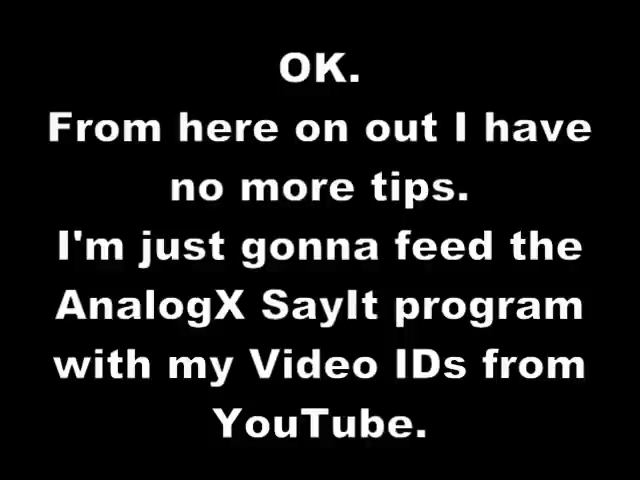 OK.
From here on out I have
no more tips.
I'm just gonna feed the
AnalogX SayIt program
with my Video IDs from
YouTube.